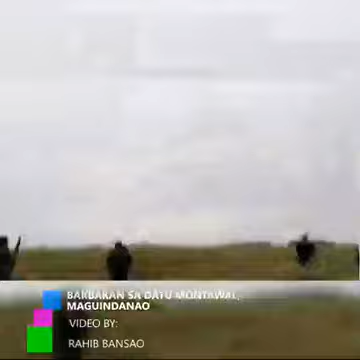 BAKBAKAN SA DATU MONTAWAL,
MAGUINDANAO
VIDEO BY:
RAHIB BANSAO